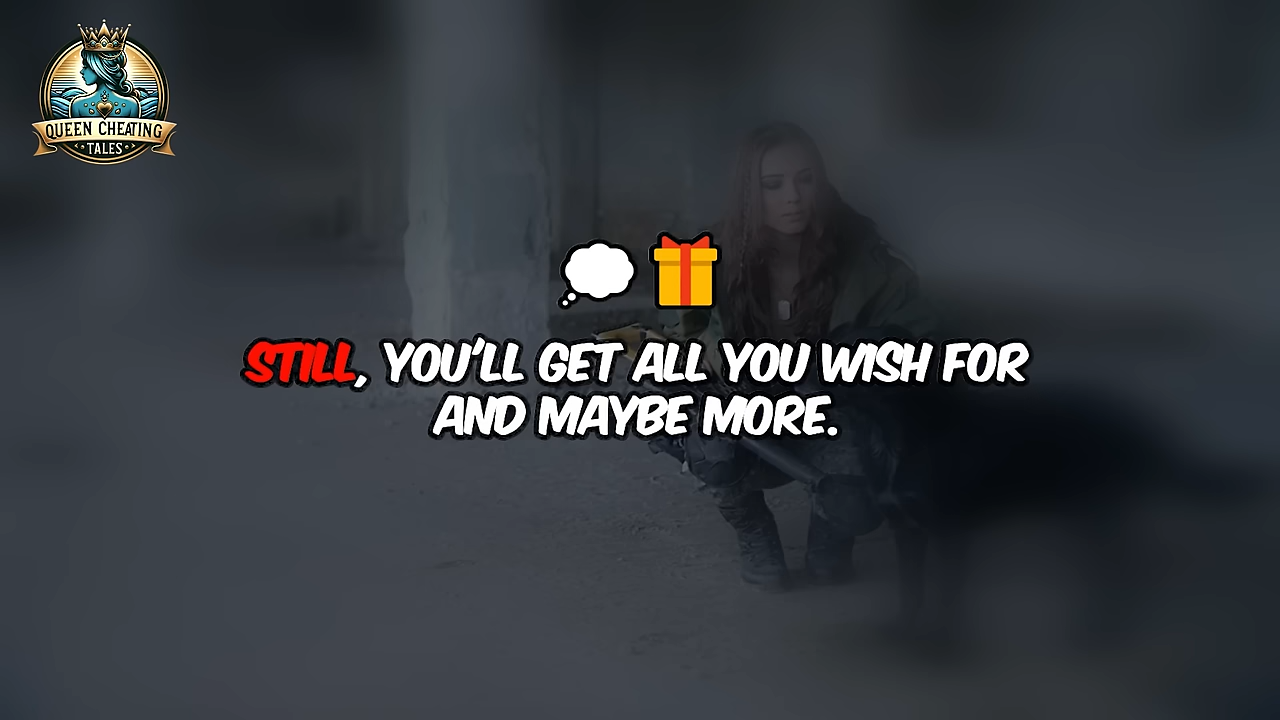 QUEEN CHEATING
TALES
STILL, YOU'LL GET ALL YOU WISH FOR
AND MAYBE MORE.